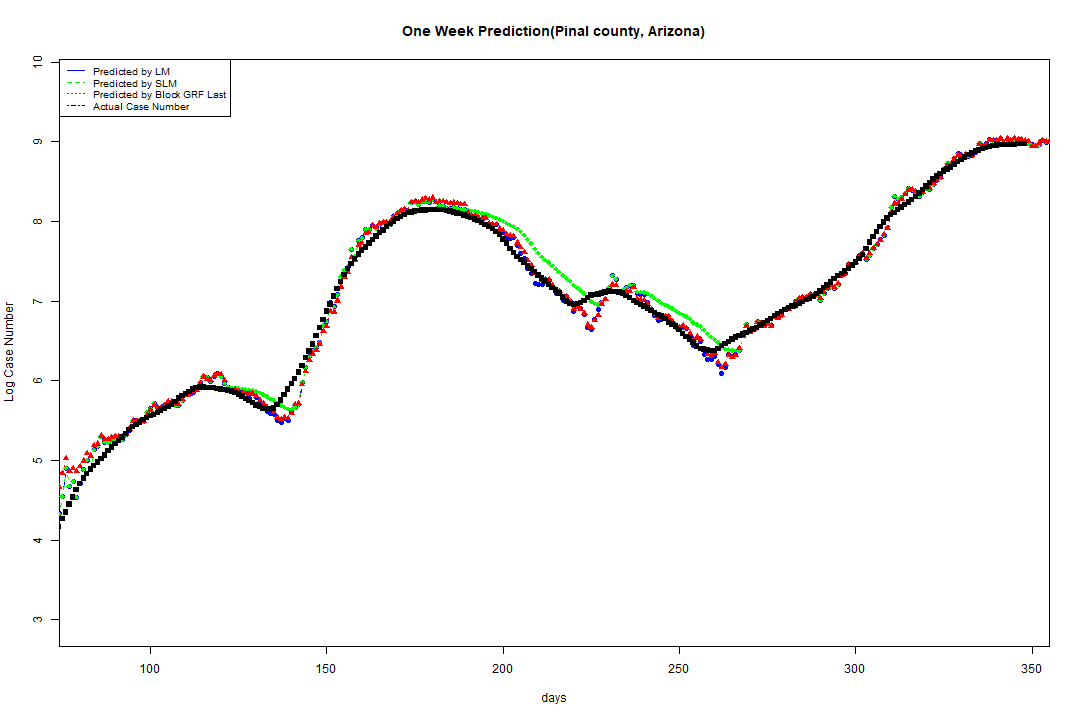 One Week Prediction(Pinal county, Arizona)
Predicted by LM
Predicted by SLM
Predicted by Block GRF Last
Actual Case Number
Log Case Number
10
9
8
7
6
5
4
3
100 150 200 250 300 350
days